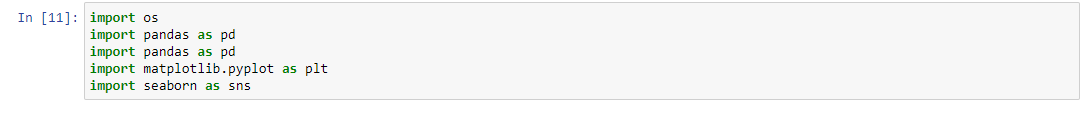 In [11]: import os
import pandas as pd
import pandas as pd
import matplotlib.pyplot as plt
import seaborn as sns